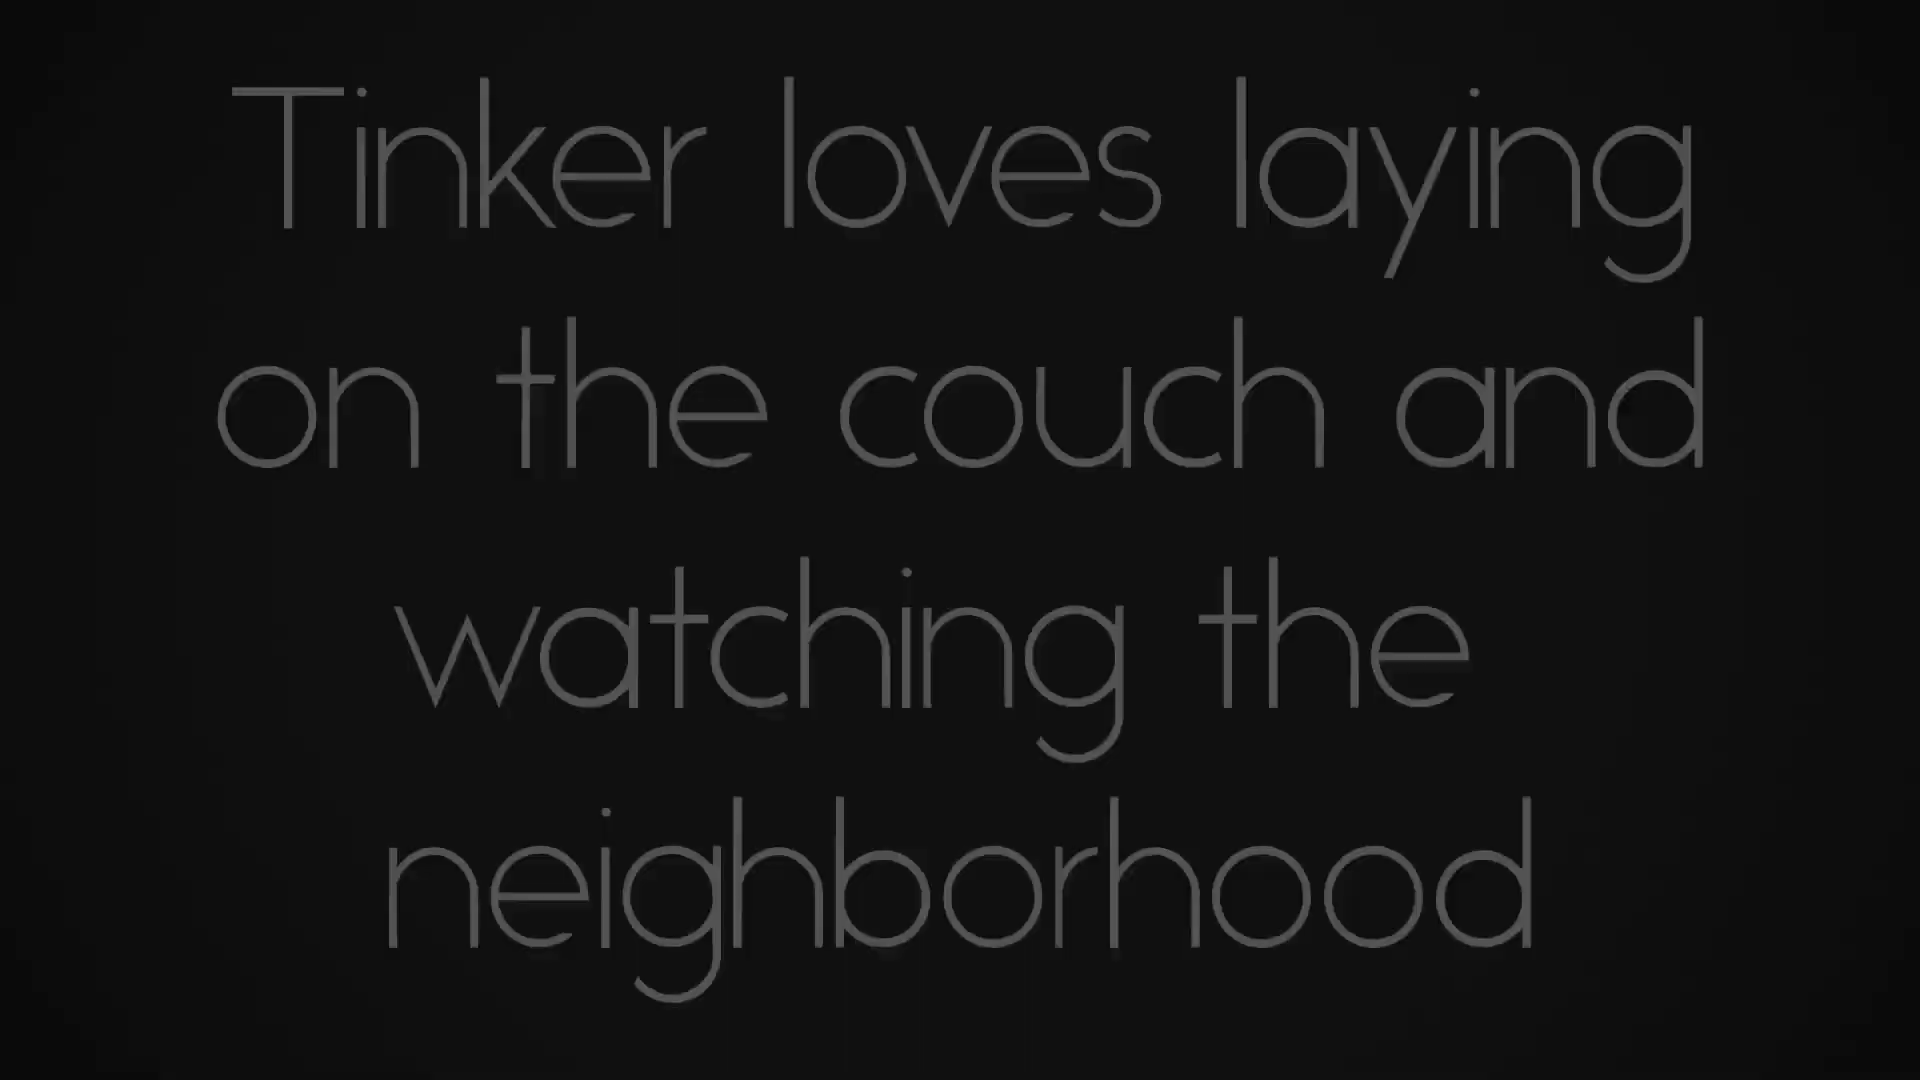 Tinker loves laying
on the couch and
watching the
neighborhood